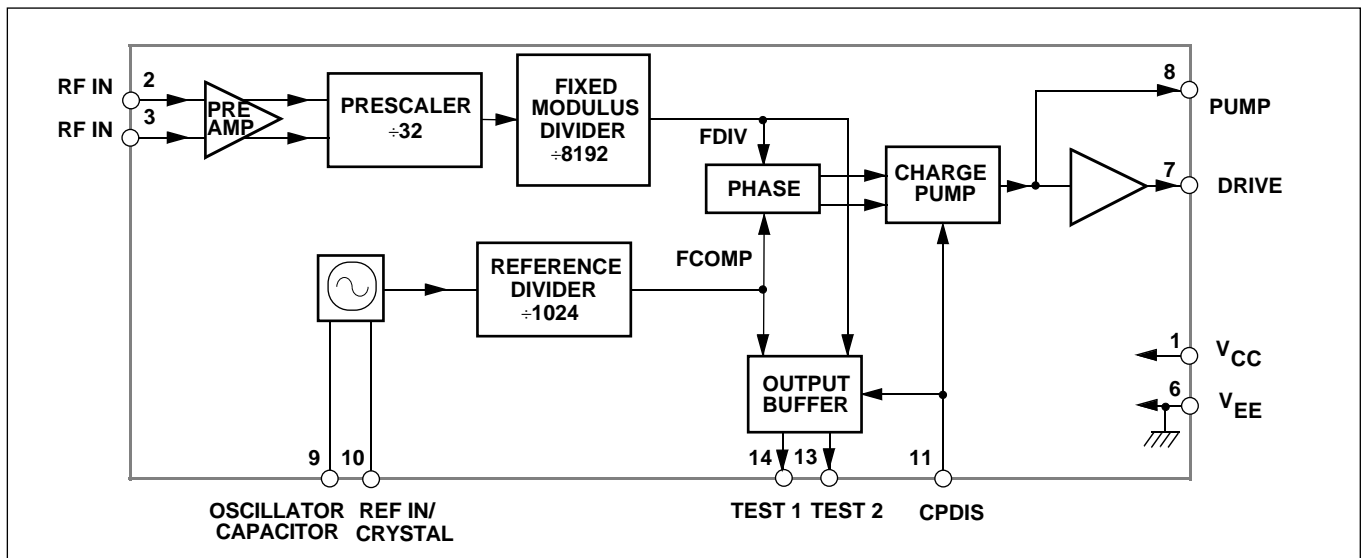 RF IN
2
RF IN
3
PRE
AMP
PRESCALER
÷32
FIXED
MODULUS
DIVIDER
÷8192
FDIV
PHASE
CHARGE
PUMP
8
PUMP
7
DRIVE
FCOMP
REFERENCE
DIVIDER
÷1024
OUTPUT
BUFFER
1
VCC
6
VEE
9
10
14
13
11
OSCILLATOR
CAPACITOR
REF IN/
CRYSTAL
TEST 1
TEST 2
CPDIS